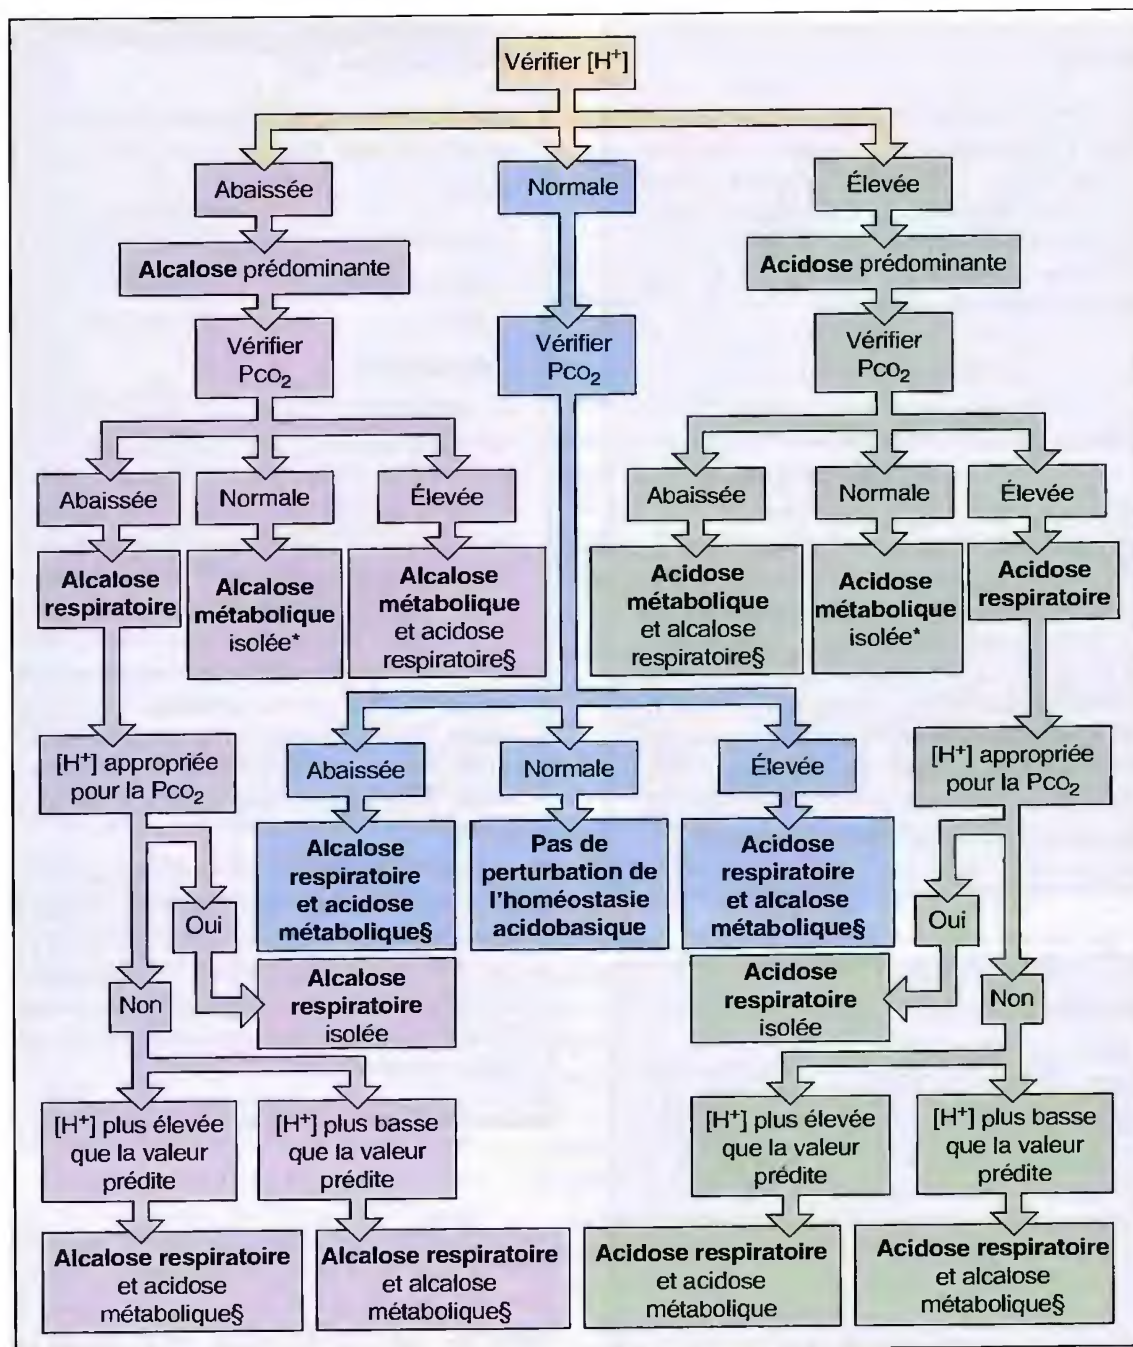 Vérifier [H⁺]
Abaissée
Normale
Élevée
Alcalose prédominante
Acidose prédominante
Vérifier
Pco₂
Vérifier
Pco₂
Vérifier
Pco₂
Abaissée
Normale
Élevée
Abaissée
Normale
Élevée
Alcalose
respiratoire
Alcalose
métabolique
isolée*
Alcalose
métabolique
et acidose
respiratoire§
Acidose
métabolique
et alcalose
respiratoire§
Acidose
métabolique
isolée*
Acidose
respiratoire
[H⁺] appropriée
pour la Pco₂
Abaissée
Normale
Élevée
[H⁺] appropriée
pour la Pco₂
Alcalose
respiratoire
et acidose
métabolique§
Pas de
perturbation de
l'homéostasie
acidobasique
Acidose
respiratoire
et alcalose
métabolique§
Oui
Oui
Non
Alcalose
respiratoire
isolée
Acidose
respiratoire
isolée
Non
[H⁺] plus élevée
que la valeur
prédite
[H⁺] plus basse
que la valeur
prédite
[H⁺] plus élevée
que la valeur
prédite
[H⁺] plus basse
que la valeur
prédite
Alcalose respiratoire
et acidose
métabolique§
Alcalose respiratoire
et alcalose
métabolique§
Acidose respiratoire
et acidose
métabolique
Acidose respiratoire
et alcalose
métabolique§